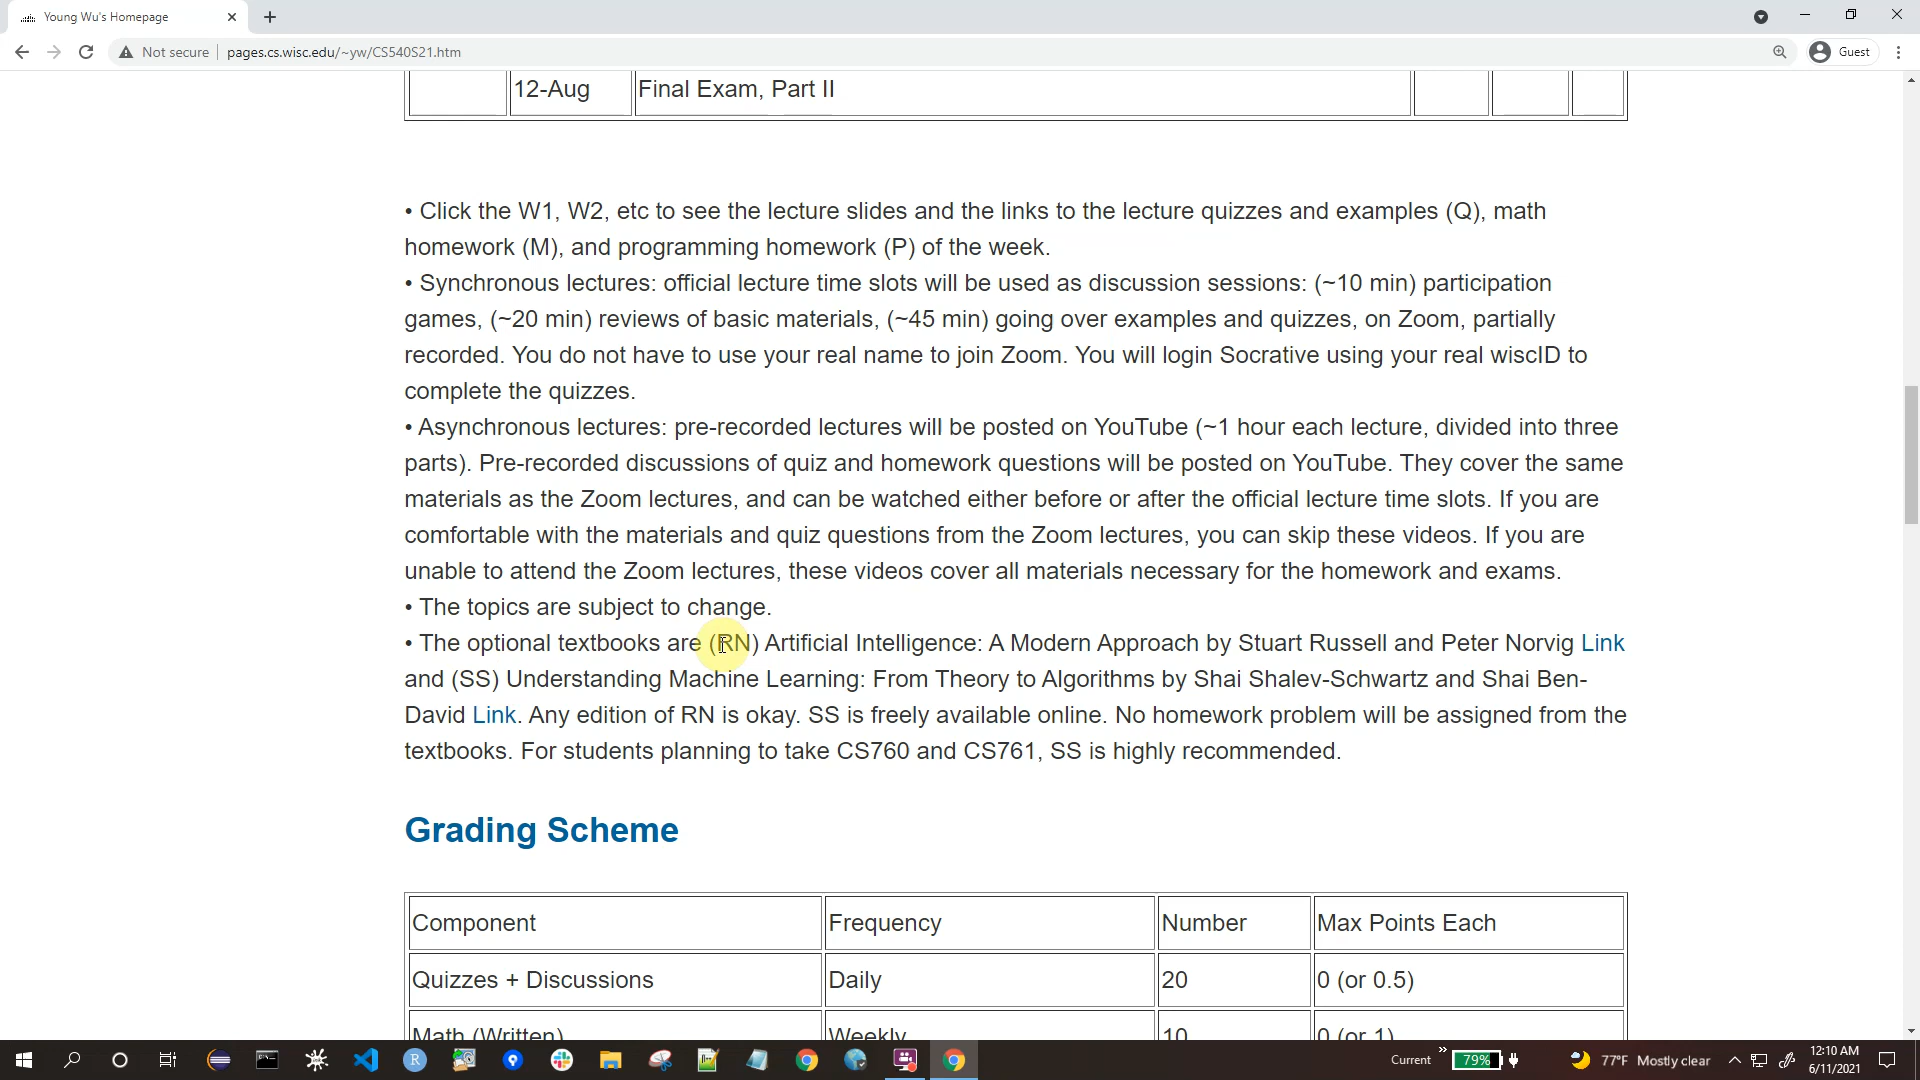 Young Wu's Homepage
Not secure
pages.cs.wisc.edu/~yw/CS540S21.htm
Guest
12-Aug
Final Exam, Part II
• Click the W1, W2, etc to see the lecture slides and the links to the lecture quizzes and examples (Q), math
homework (M), and programming homework (P) of the week.
• Synchronous lectures: official lecture time slots will be used as discussion sessions: (~10 min) participation
games, (~20 min) reviews of basic materials, (~45 min) going over examples and quizzes, on Zoom, partially
recorded. You do not have to use your real name to join Zoom. You will login Socrative using your real wiscID to
complete the quizzes.
• Asynchronous lectures: pre-recorded lectures will be posted on YouTube (~1 hour each lecture, divided into three
parts). Pre-recorded discussions of quiz and homework questions will be posted on YouTube. They cover the same
materials as the Zoom lectures, and can be watched either before or after the official lecture time slots. If you are
comfortable with the materials and quiz questions from the Zoom lectures, you can skip these videos. If you are
unable to attend the Zoom lectures, these videos cover all materials necessary for the homework and exams.
• The topics are subject to change.
• The optional textbooks are (RN) Artificial Intelligence: A Modern Approach by Stuart Russell and Peter Norvig Link
and (SS) Understanding Machine Learning: From Theory to Algorithms by Shai Shalev-Schwartz and Shai Ben-
David Link. Any edition of RN is okay. SS is freely available online. No homework problem will be assigned from the
textbooks. For students planning to take CS760 and CS761, SS is highly recommended.
Grading Scheme
Component
Frequency
Number
Max Points Each
Quizzes + Discussions
Daily
20
0 (or 0.5)
Math (Written)
Weekly
10
0 (or 1)
Current
79%
77°F Mostly clear
12:10 AM
6/11/2021